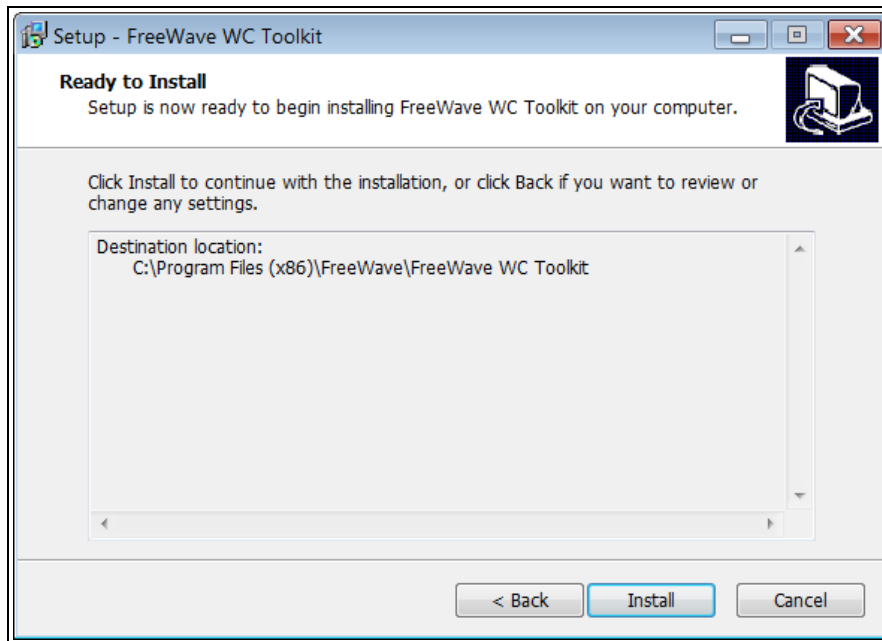 Setup - FreeWave WC Toolkit
Ready to Install
Setup is now ready to begin installing FreeWave WC Toolkit on your computer.
Click Install to continue with the installation, or click Back if you want to review or
change any settings.
Destination location:
C:\Program Files (x86)\FreeWave\FreeWave WC Toolkit
< Back
Install
Cancel